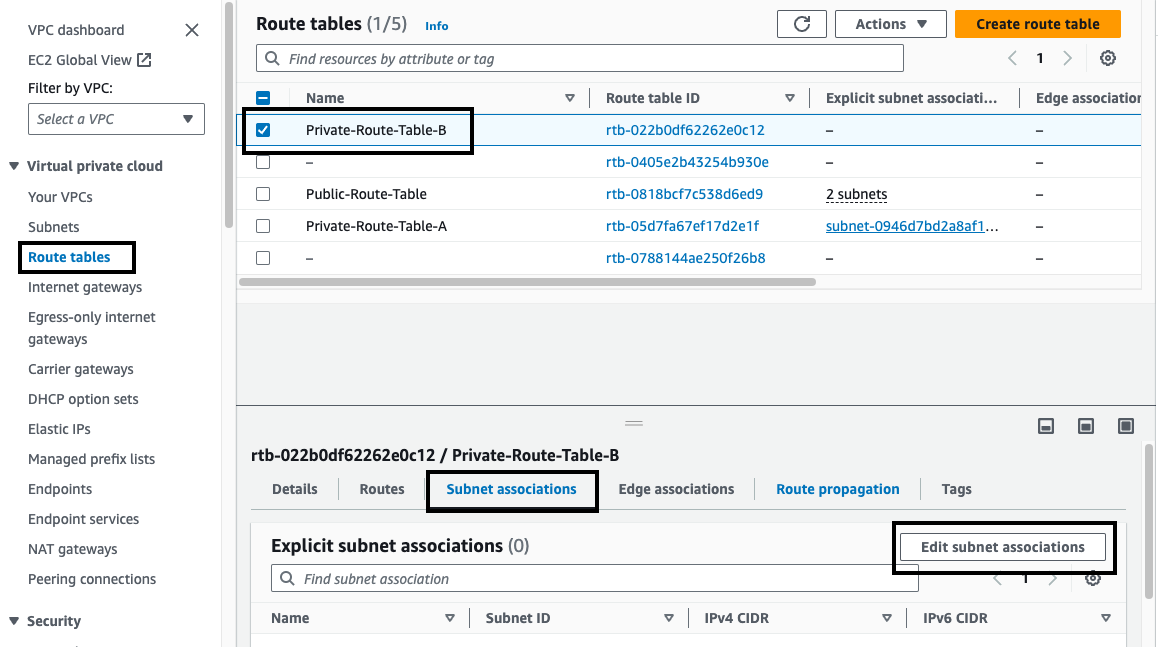 VPC dashboard
EC2 Global View
Filter by VPC:
Select a VPC
Virtual private cloud
Your VPCs
Subnets
Route tables
Internet gateways
Egress-only internet
gateways
Carrier gateways
DHCP option sets
Elastic IPs
Managed prefix lists
Endpoints
Endpoint services
NAT gateways
Peering connections
Security
Route tables (1/5) Info
Actions
Create route table
Find resources by attribute or tag
1
Name Route table ID Explicit subnet associati... Edge association
Private-Route-Table-B rtb-022b0df62262e0c12 – –
– rtb-0405e2b43254b930e – –
Public-Route-Table rtb-0818bcf7c538d6ed9 2 subnets –
Private-Route-Table-A rtb-05d7fa67ef17d2e1f subnet-0946d7bd2a8af1... –
– rtb-0788144ae250f26b8 – –
rtb-022b0df62262e0c12 / Private-Route-Table-B
Details Routes Subnet associations Edge associations Route propagation Tags
Explicit subnet associations (0)
Edit subnet associations
Find subnet association
1
Name Subnet ID IPv4 CIDR IPv6 CIDR